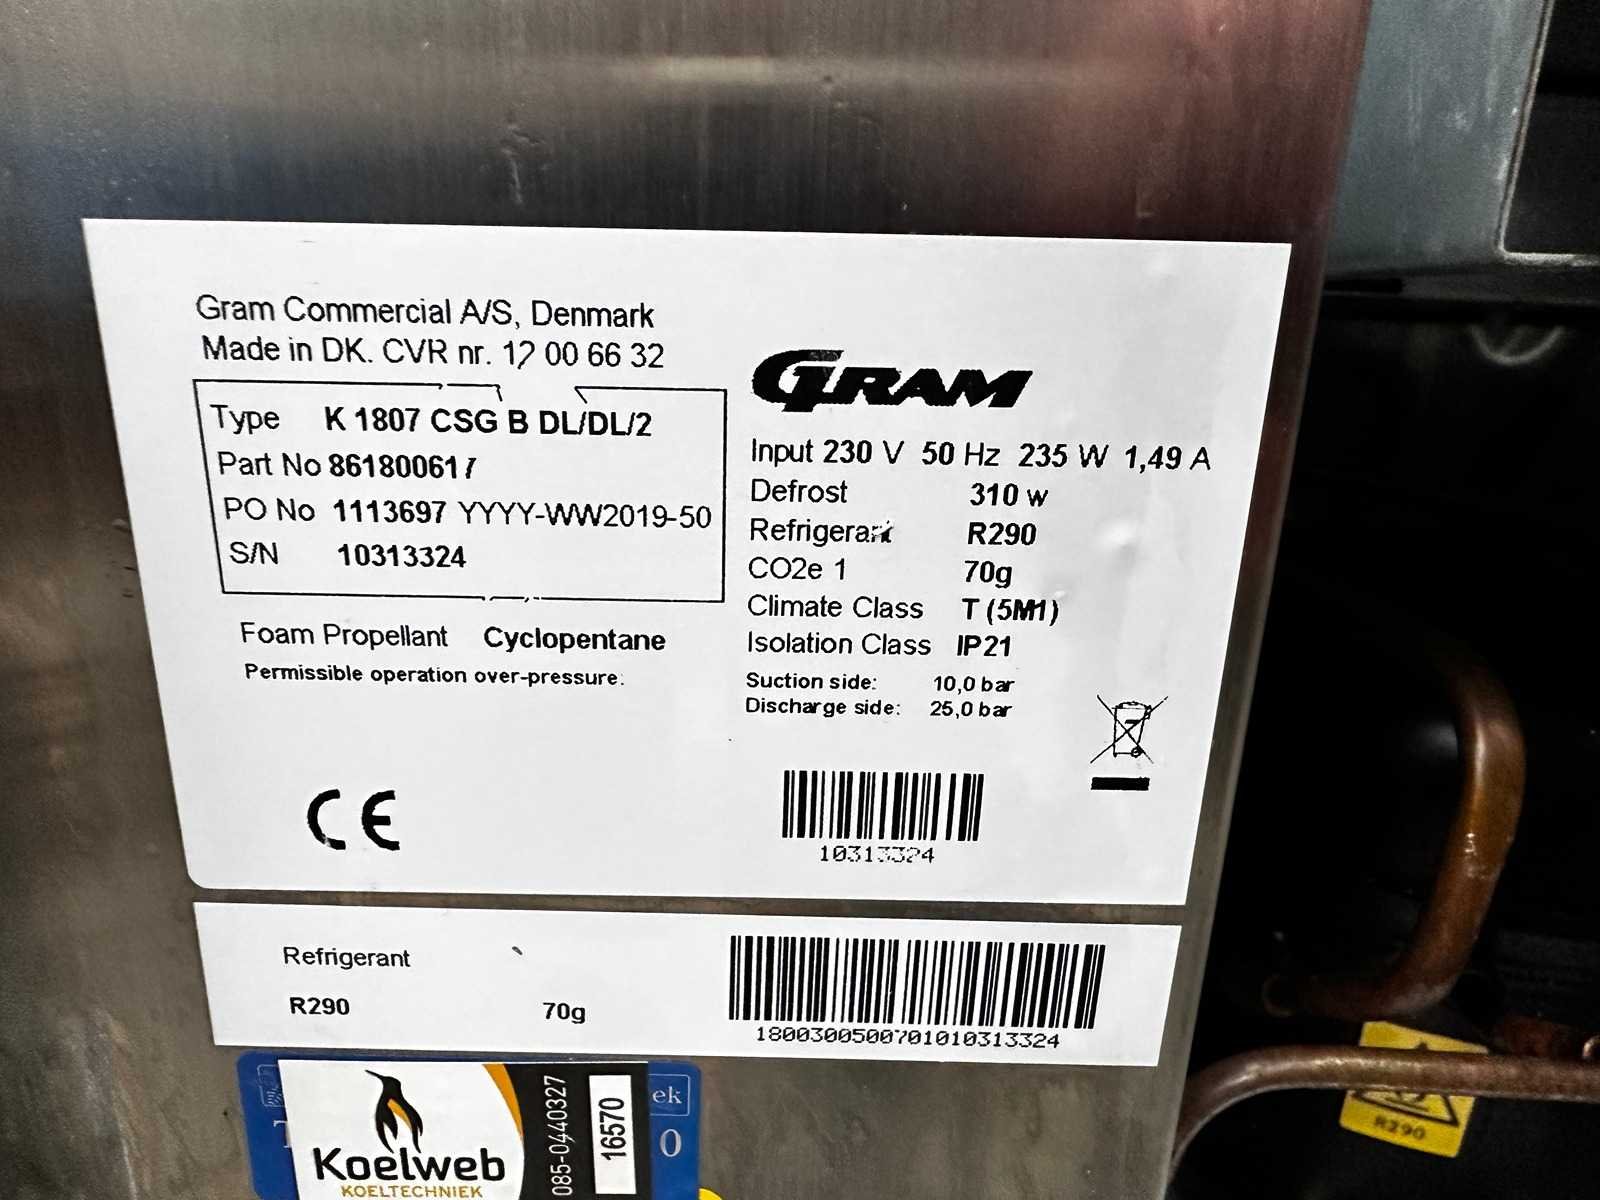 Gram Commercial A/S, Denmark
Made in DK. CVR nr. 12 00 66 32
Type K 1807 CSG B DL/DL/2
Part No 861800617
PO No 1113697 YYYY-WW2019-50
S/N 10313324
Foam Propellant Cyclopentane
Permissible operation over-pressure:
CE
GRAM
Input 230 V 50 Hz 235 W 1,49 A
Defrost 310 w
Refrigerant R290
CO2e 1 70g
Climate Class T (5M1)
Isolation Class IP21
Suction side: 10,0 bar
Discharge side: 25,0 bar
10313324
Refrigerant
R290 70g
1800300500701010313324
Koelweb
KOELTECHNIEK
085-0440327
16570
ek
0
R290